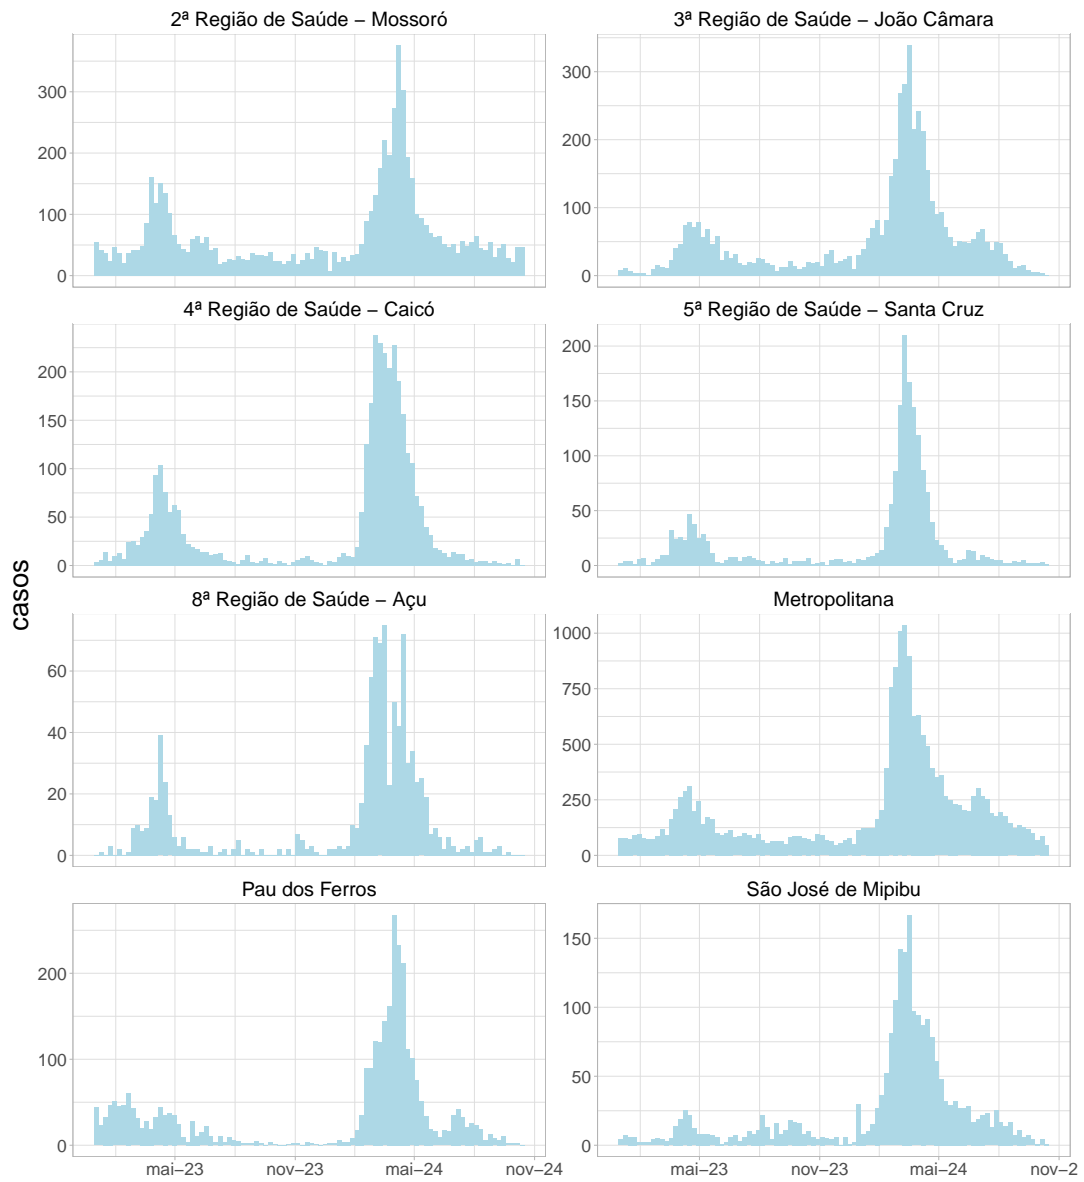 2ª Região de Saúde – Mossoró
3ª Região de Saúde – João Câmara
300
200
100
0
300
200
100
0
4ª Região de Saúde – Caicó
5ª Região de Saúde – Santa Cruz
200
150
100
50
0
200
150
100
50
0
casos
8ª Região de Saúde – Açu
Metropolitana
60
40
20
0
1000
750
500
250
0
Pau dos Ferros
São José de Mipibu
200
100
0
150
100
50
0
mai–23
nov–23
mai–24
nov–24
mai–23
nov–23
mai–24
nov–2